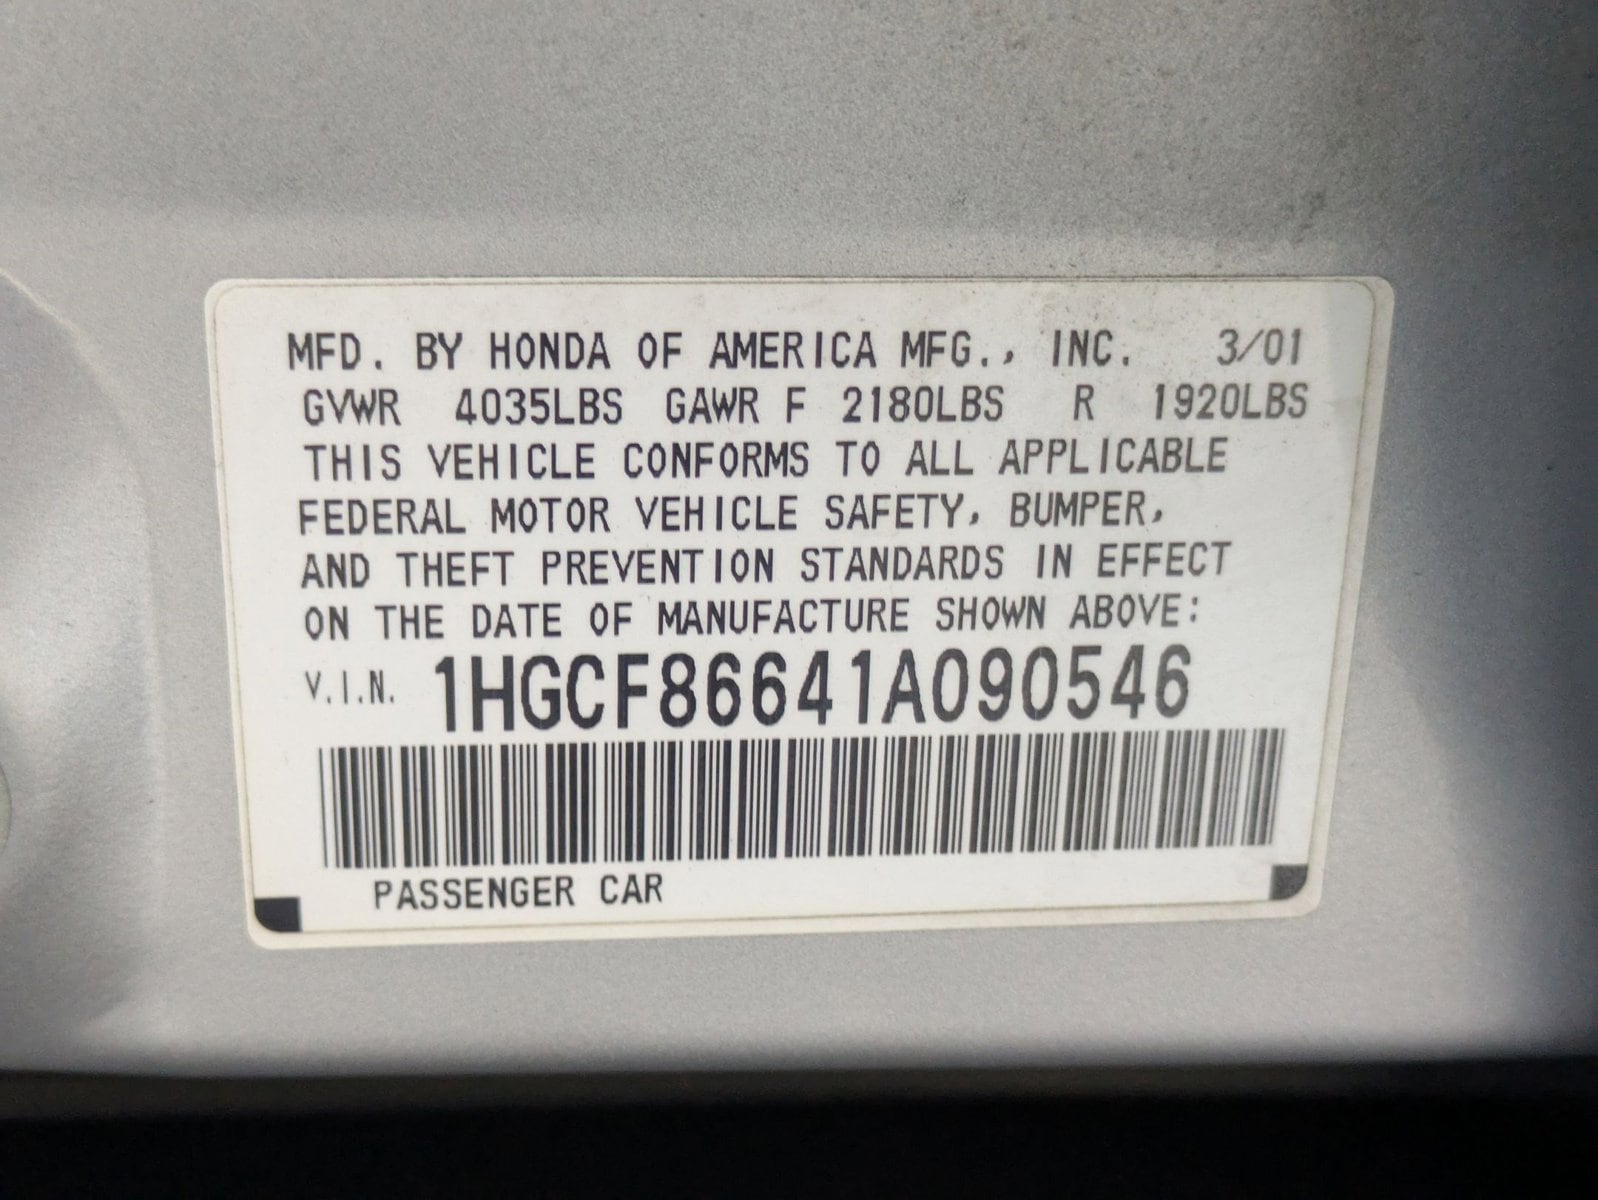 MFD. BY HONDA OF AMERICA MFG., INC. 3/01
GVWR 4035LBS GAWR F 2180LBS R 1920LBS
THIS VEHICLE CONFORMS TO ALL APPLICABLE
FEDERAL MOTOR VEHICLE SAFETY, BUMPER,
AND THEFT PREVENTION STANDARDS IN EFFECT
ON THE DATE OF MANUFACTURE SHOWN ABOVE:
V.I.N. 1HGCF86641A090546
PASSENGER CAR